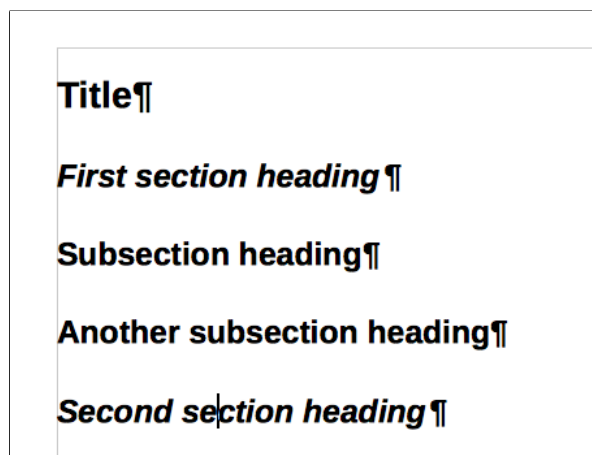 Title¶
First section heading¶
Subsection heading¶
Another subsection heading¶
Second section heading¶